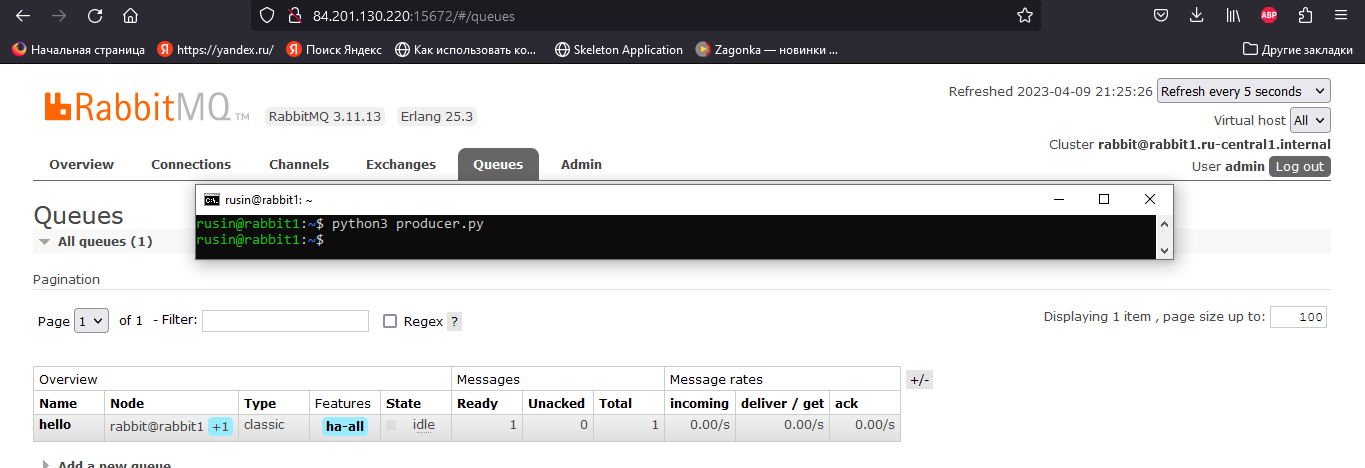 84.201.130.220:15672/#/queues
Начальная страница https://yandex.ru/ Поиск Яндекс Как использовать ко... Skeleton Application Zagonka — новинки ... Другие закладки
ABP
RabbitMQ TM RabbitMQ 3.11.13 Erlang 25.3
Refreshed 2023-04-09 21:25:26 Refresh every 5 seconds
Virtual host All
Cluster rabbit@rabbit1.ru-central1.internal
User admin Log out
Overview Connections Channels Exchanges Queues Admin
rusin@rabbit1: ~
rusin@rabbit1:~$ python3 producer.py
rusin@rabbit1:~$
Queues
All queues (1)
Pagination
Page 1 of 1 - Filter: Regex ? Displaying 1 item , page size up to: 100
Overview Messages Message rates +/-
Name Node Type Features State Ready Unacked Total incoming deliver / get ack
hello rabbit@rabbit1 +1 classic ha-all idle 1 0 1 0.00/s 0.00/s 0.00/s
Add a new queue